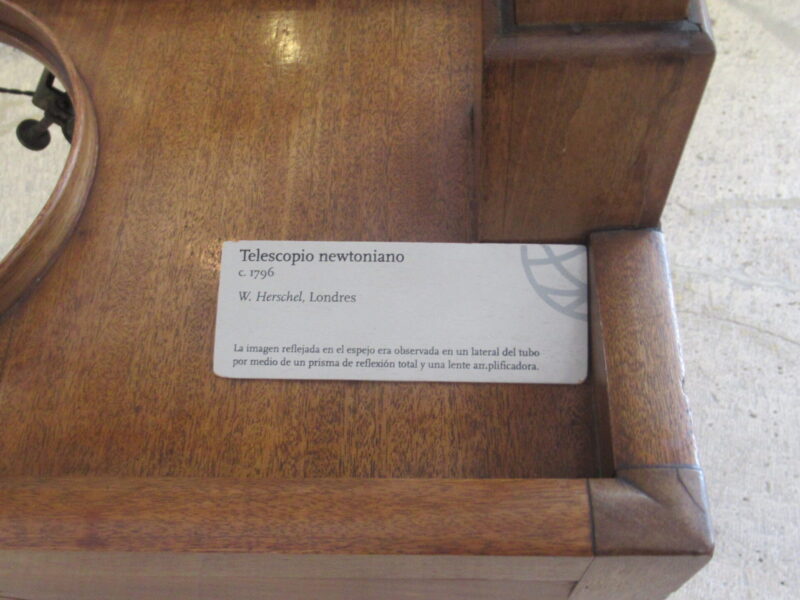 Telescopio newtoniano
c. 1796
W. Herschel, Londres
La imagen reflejada en el espejo era observada en un lateral del tubo
por medio de un prisma de reflexión total y una lente amplificadora.